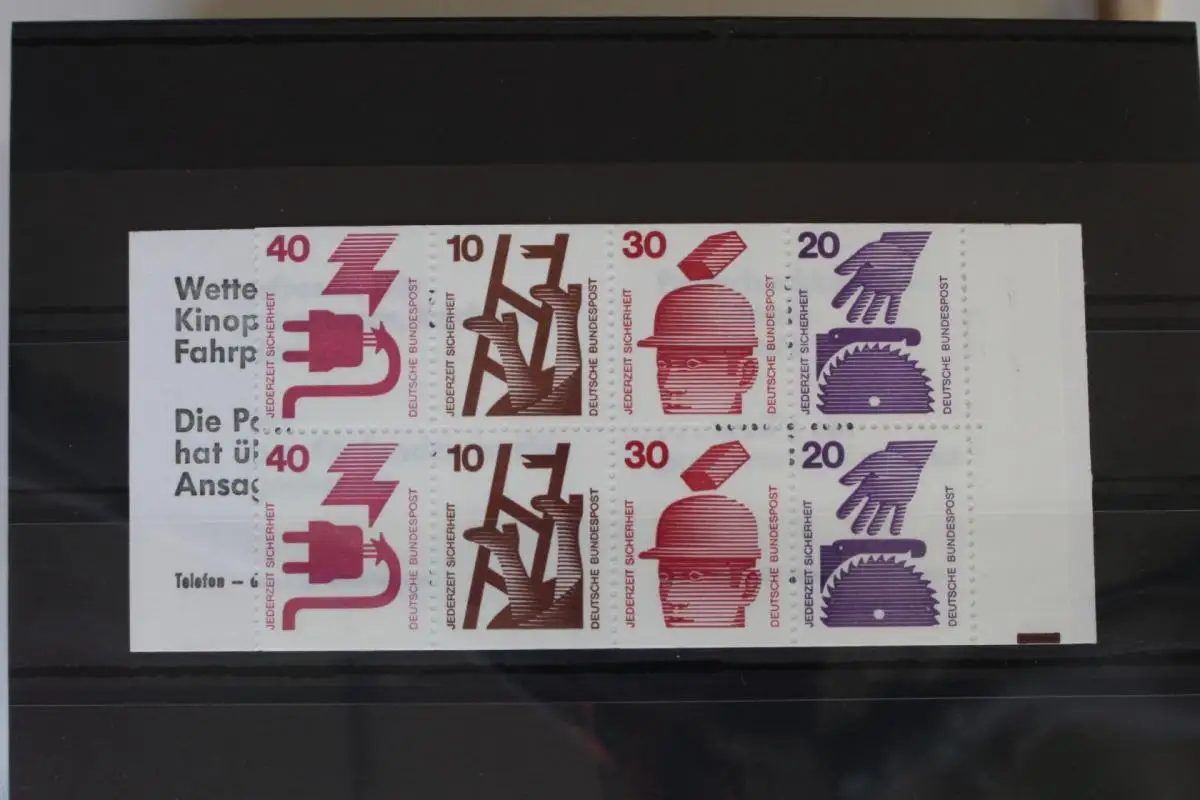 Wette
Kinop
Fahrp
Die Po
hat ü
Ansag
Telefon – 6
40
JEDERZEIT SICHERHEIT
DEUTSCHE BUNDESPOST
10
JEDERZEIT SICHERHEIT
DEUTSCHE BUNDESPOST
30
JEDERZEIT SICHERHEIT
DEUTSCHE BUNDESPOST
20
JEDERZEIT SICHERHEIT
DEUTSCHE BUNDESPOST
40
JEDERZEIT SICHERHEIT
DEUTSCHE BUNDESPOST
10
JEDERZEIT SICHERHEIT
DEUTSCHE BUNDESPOST
30
JEDERZEIT SICHERHEIT
DEUTSCHE BUNDESPOST
20
JEDERZEIT SICHERHEIT
DEUTSCHE BUNDESPOST